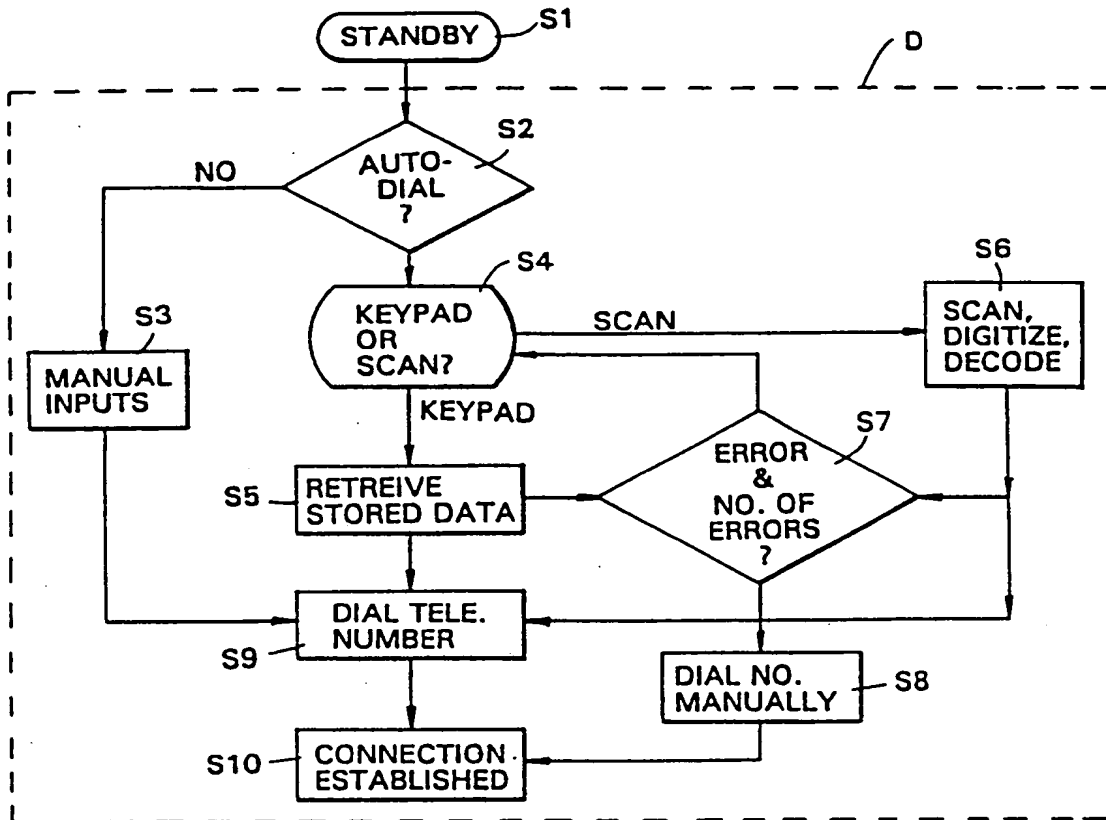 STANDBY
S1
D
S2
AUTO-
DIAL
?
NO
S4
KEYPAD
OR
SCAN?
SCAN
S6
SCAN,
DIGITIZE,
DECODE
S3
MANUAL
INPUTS
KEYPAD
S7
ERROR
&
NO. OF
ERRORS
?
S5
RETREIVE
STORED DATA
DIAL TELE.
NUMBER
S9
DIAL NO.
MANUALLY
S8
S10
CONNECTION
ESTABLISHED